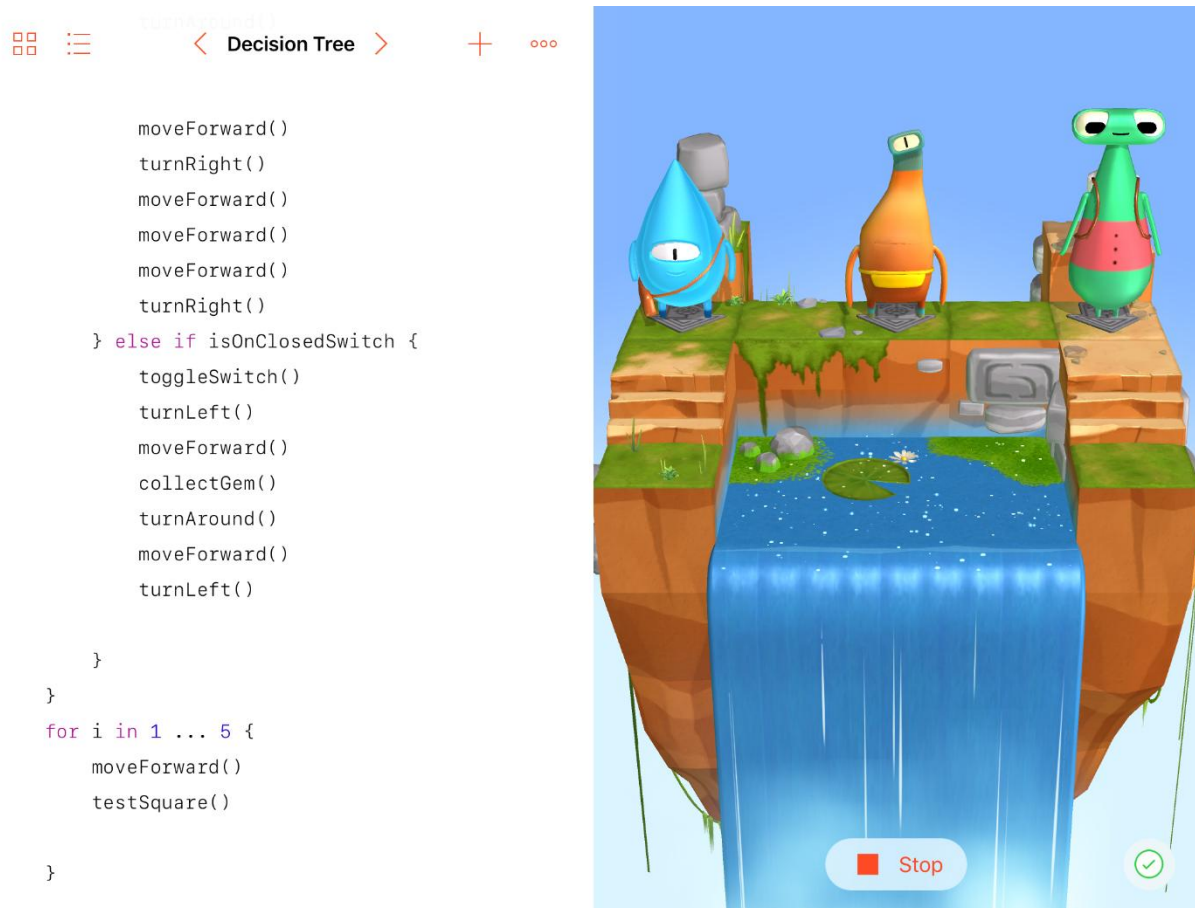 turnAround()
Decision Tree
moveForward()
turnRight()
moveForward()
moveForward()
moveForward()
turnRight()
} else if isOnClosedSwitch {
toggleSwitch()
turnLeft()
moveForward()
collectGem()
turnAround()
moveForward()
turnLeft()
}
}
for i in 1 ... 5 {
moveForward()
testSquare()
}
Stop